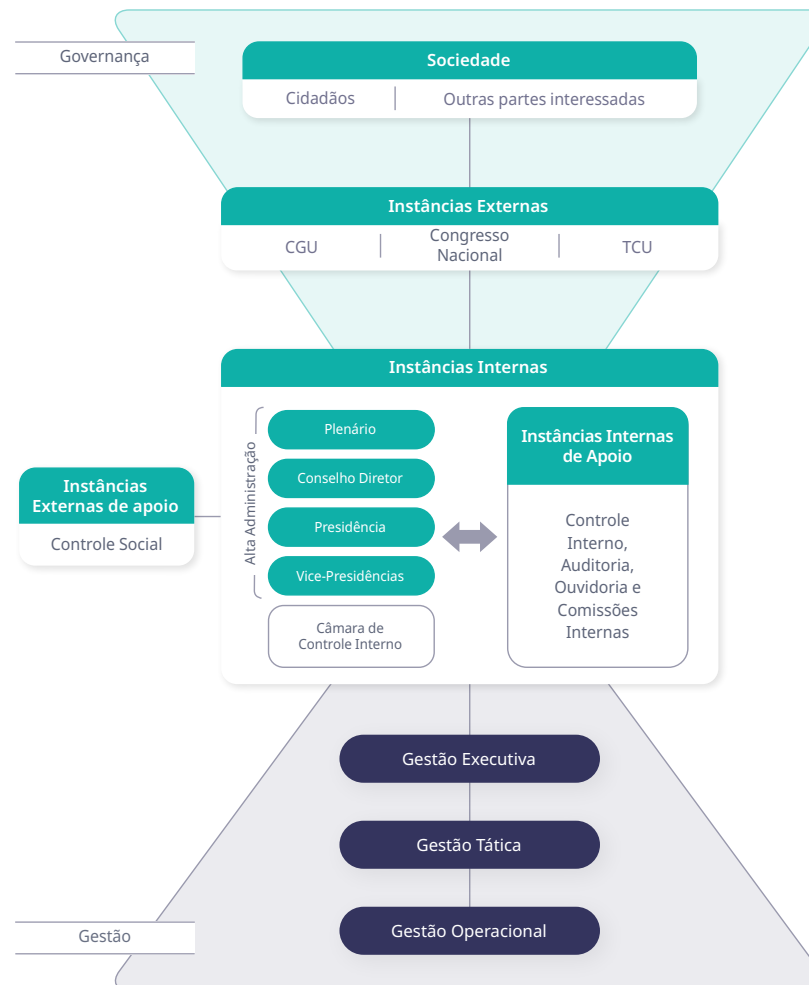 Governança
Sociedade
Cidadãos
Outras partes interessadas
Instâncias Externas
CGU
Congresso
Nacional
TCU
Instâncias Internas
Alta Administração
Plenário
Conselho Diretor
Presidência
Vice-Presidências
Câmara de
Controle Interno
Instâncias Internas
de Apoio
Controle
Interno,
Auditoria,
Ouvidoria e
Comissões
Internas
Instâncias
Externas de apoio
Controle Social
Gestão Executiva
Gestão Tática
Gestão Operacional
Gestão